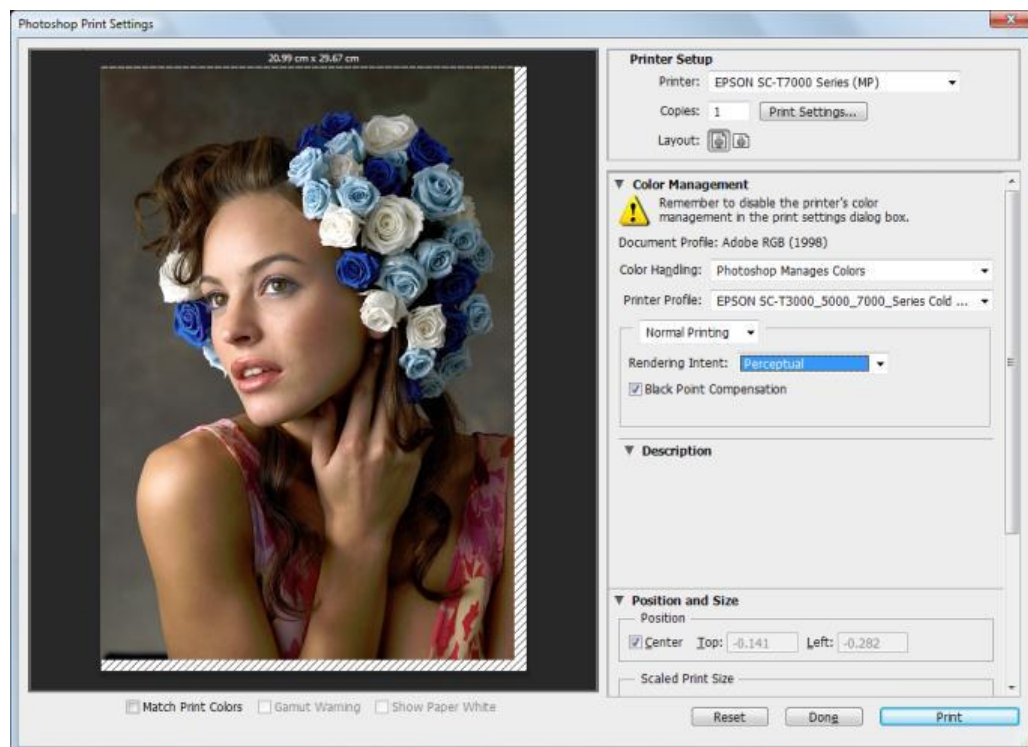 Photoshop Print Settings
20.99 cm x 29.67 cm
Printer Setup
Printer: EPSON SC-T7000 Series (MP)
Copies: 1 Print Settings...
Layout:
Color Management
Remember to disable the printer's color
management in the print settings dialog box.
Document Profile: Adobe RGB (1998)
Color Handling: Photoshop Manages Colors
Printer Profile: EPSON SC-T3000_5000_7000_Series Cold ...
Normal Printing
Rendering Intent: Perceptual
Black Point Compensation
Description
Position and Size
Position
Center Top: -0.141 Left: -0.282
Scaled Print Size
Match Print Colors Gamut Warning Show Paper White
Reset Done Print